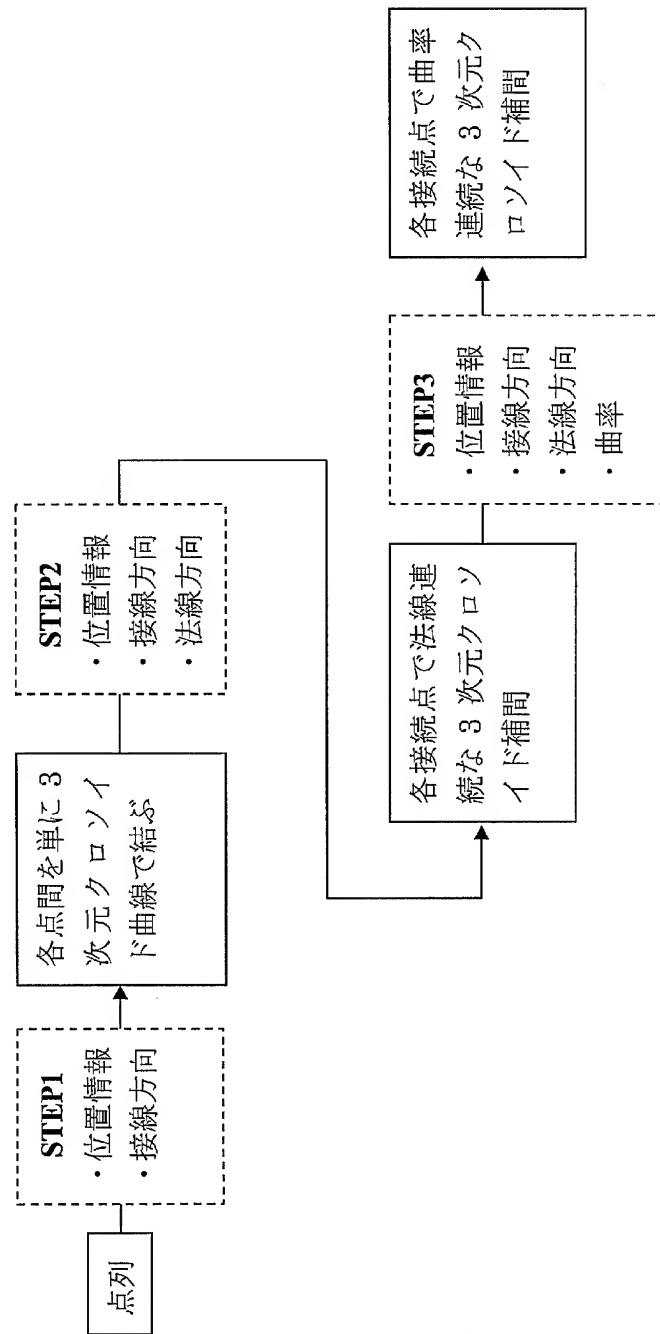 点列
STEP1
・位置情報
・接線方向
各点間を単に 3
次元クロソイ
ド曲線で結ぶ
STEP2
・位置情報
・接線方向
・法線方向
各接続点で法線連
続な 3 次元クロソ
イド補間
STEP3
・位置情報
・接線方向
・法線方向
・曲率
各接続点で曲率
連続な 3 次元ク
ロソイド補間